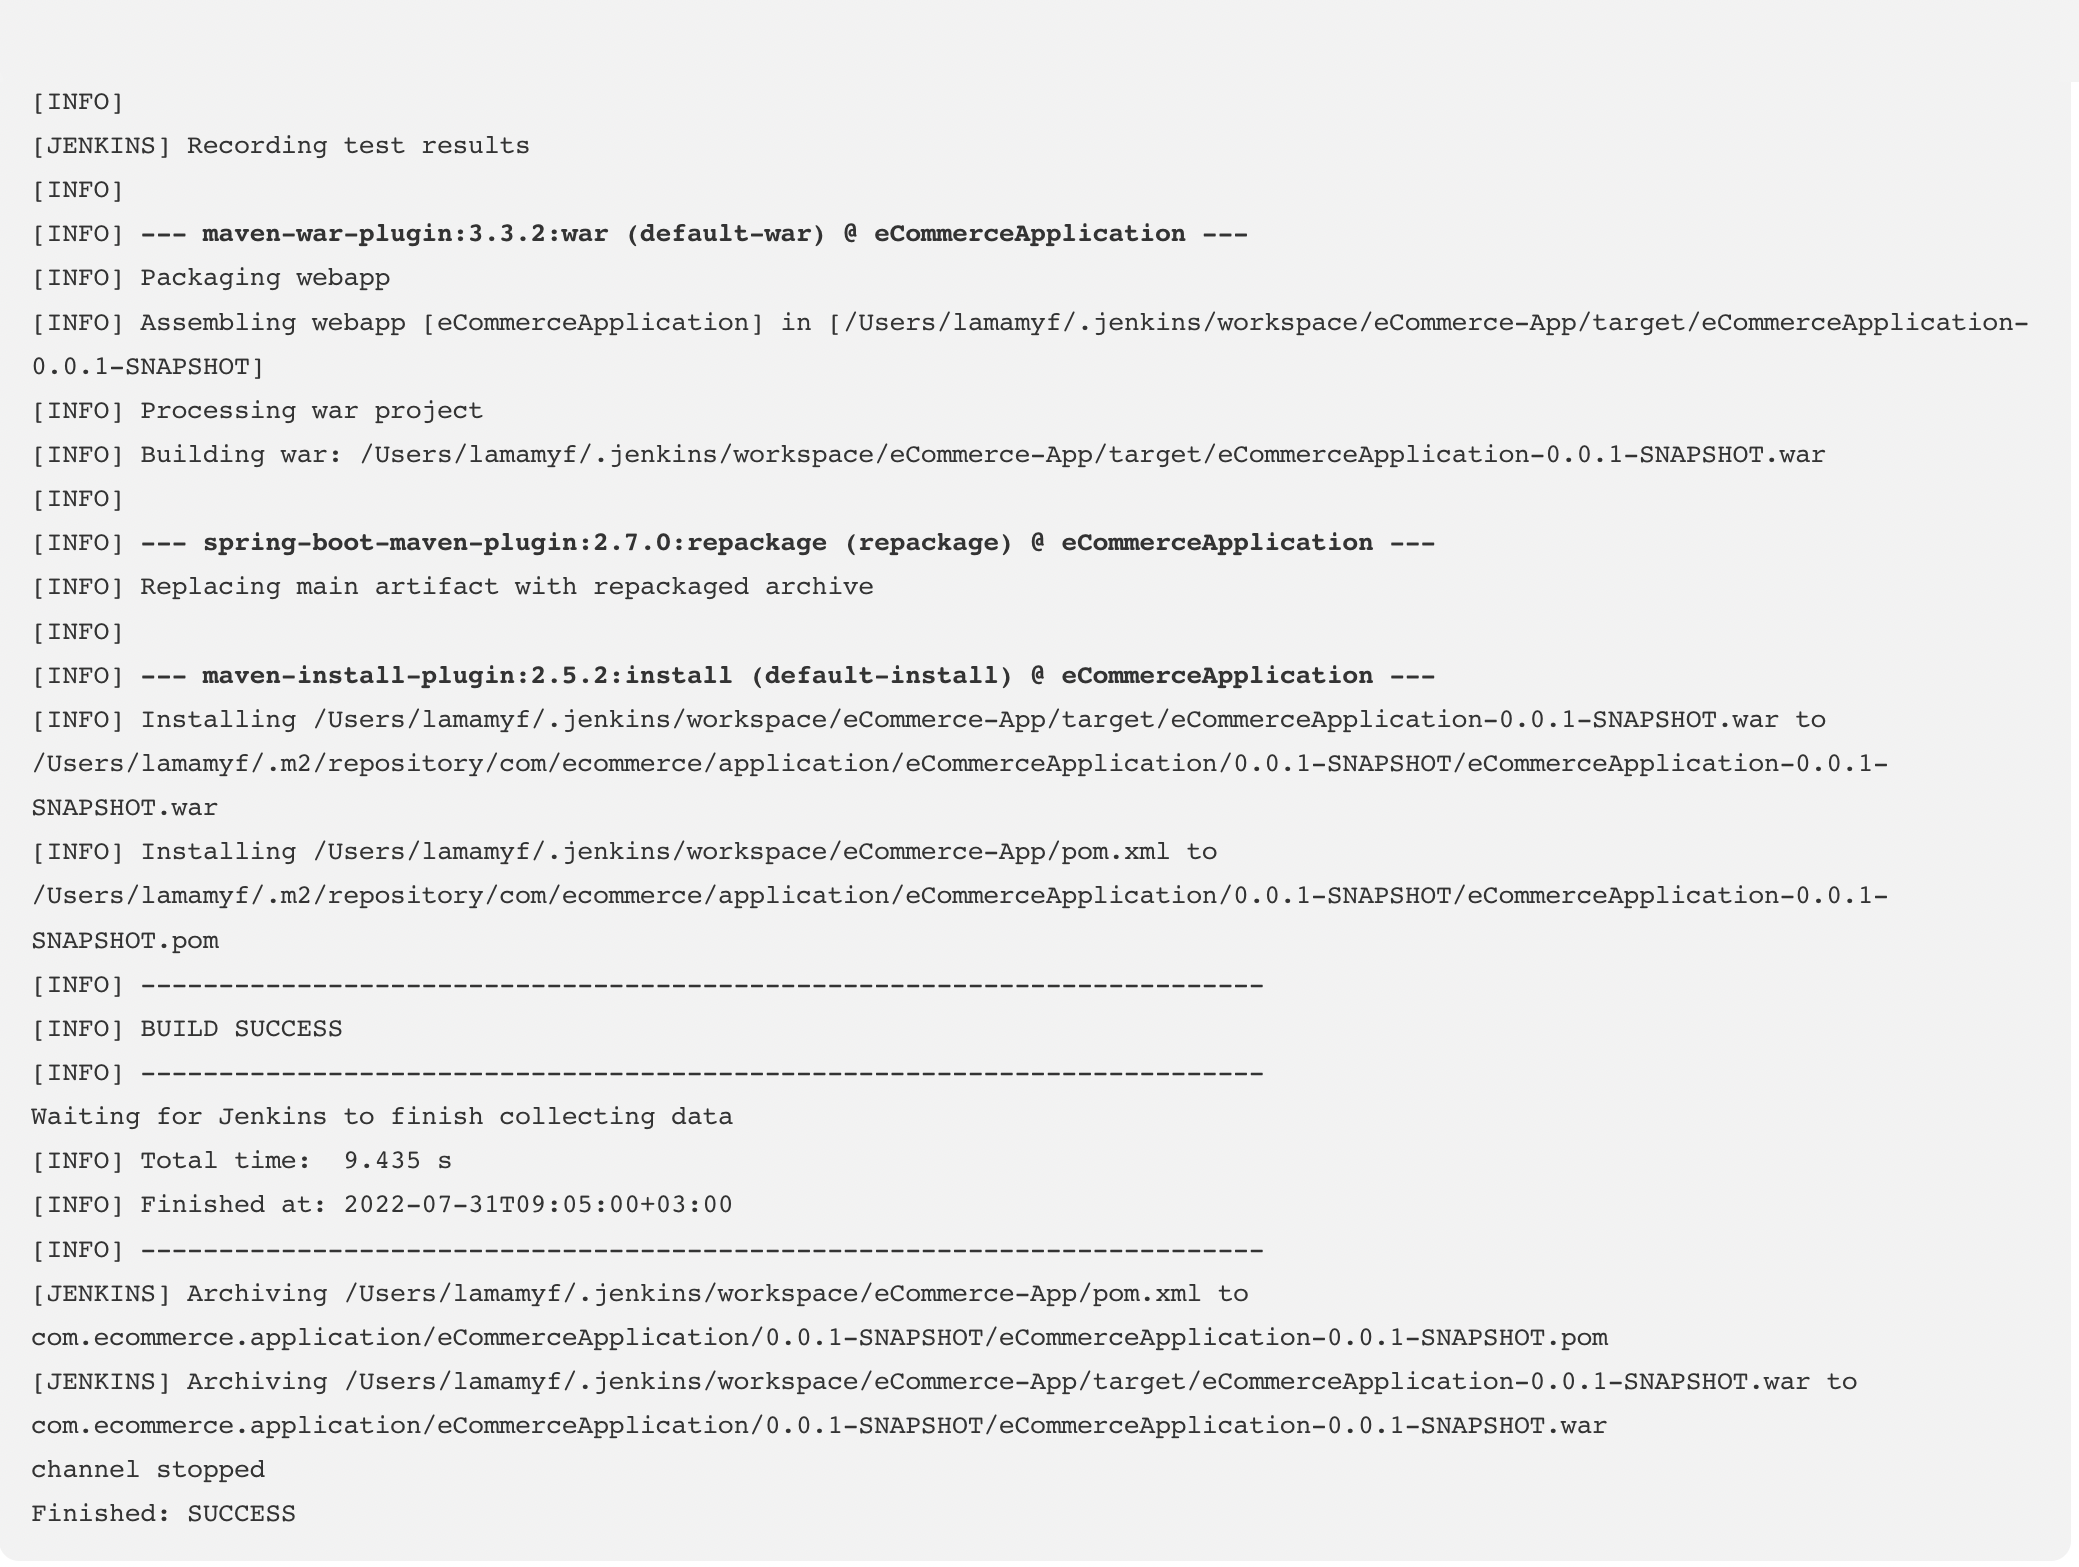 [INFO]
[JENKINS] Recording test results
[INFO]
[INFO] --- maven-war-plugin:3.3.2:war (default-war) @ eCommerceApplication ---
[INFO] Packaging webapp
[INFO] Assembling webapp [eCommerceApplication] in [/Users/lamamyf/.jenkins/workspace/eCommerce-App/target/eCommerceApplication-
0.0.1-SNAPSHOT]
[INFO] Processing war project
[INFO] Building war: /Users/lamamyf/.jenkins/workspace/eCommerce-App/target/eCommerceApplication-0.0.1-SNAPSHOT.war
[INFO]
[INFO] --- spring-boot-maven-plugin:2.7.0:repackage (repackage) @ eCommerceApplication ---
[INFO] Replacing main artifact with repackaged archive
[INFO]
[INFO] --- maven-install-plugin:2.5.2:install (default-install) @ eCommerceApplication ---
[INFO] Installing /Users/lamamyf/.jenkins/workspace/eCommerce-App/target/eCommerceApplication-0.0.1-SNAPSHOT.war to
/Users/lamamyf/.m2/repository/com/ecommerce/application/eCommerceApplication/0.0.1-SNAPSHOT/eCommerceApplication-0.0.1-
SNAPSHOT.war
[INFO] Installing /Users/lamamyf/.jenkins/workspace/eCommerce-App/pom.xml to
/Users/lamamyf/.m2/repository/com/ecommerce/application/eCommerceApplication/0.0.1-SNAPSHOT/eCommerceApplication-0.0.1-
SNAPSHOT.pom
[INFO] ------------------------------------------------------------------------
[INFO] BUILD SUCCESS
[INFO] ------------------------------------------------------------------------
Waiting for Jenkins to finish collecting data
[INFO] Total time:  9.435 s
[INFO] Finished at: 2022-07-31T09:05:00+03:00
[INFO] ------------------------------------------------------------------------
[JENKINS] Archiving /Users/lamamyf/.jenkins/workspace/eCommerce-App/pom.xml to
com.ecommerce.application/eCommerceApplication/0.0.1-SNAPSHOT/eCommerceApplication-0.0.1-SNAPSHOT.pom
[JENKINS] Archiving /Users/lamamyf/.jenkins/workspace/eCommerce-App/target/eCommerceApplication-0.0.1-SNAPSHOT.war to
com.ecommerce.application/eCommerceApplication/0.0.1-SNAPSHOT/eCommerceApplication-0.0.1-SNAPSHOT.war
channel stopped
Finished: SUCCESS